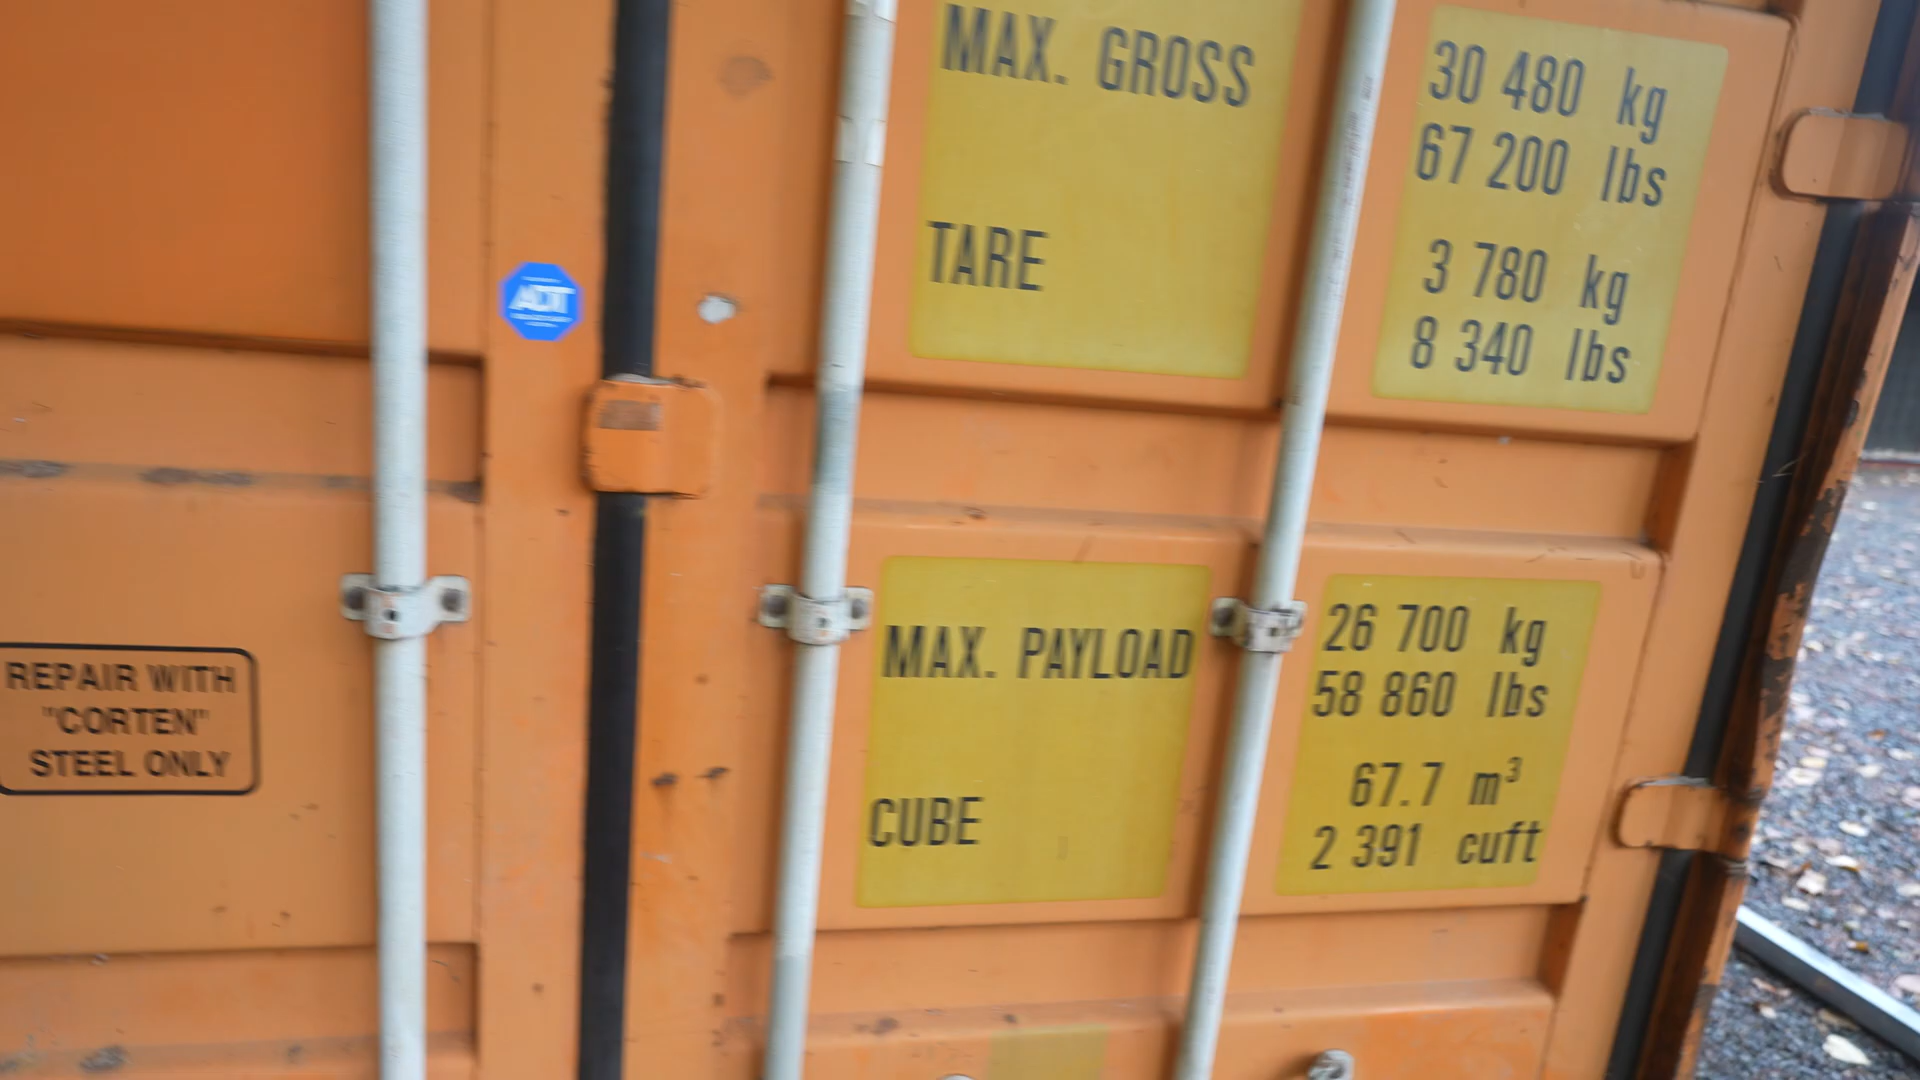 MAX. GROSS
30 480 kg
67 200 lbs
TARE
3 780 kg
8 340 lbs
ADT
REPAIR WITH
"CORTEN"
STEEL ONLY
MAX. PAYLOAD
26 700 kg
58 860 lbs
CUBE
67.7 m³
2 391 cuft